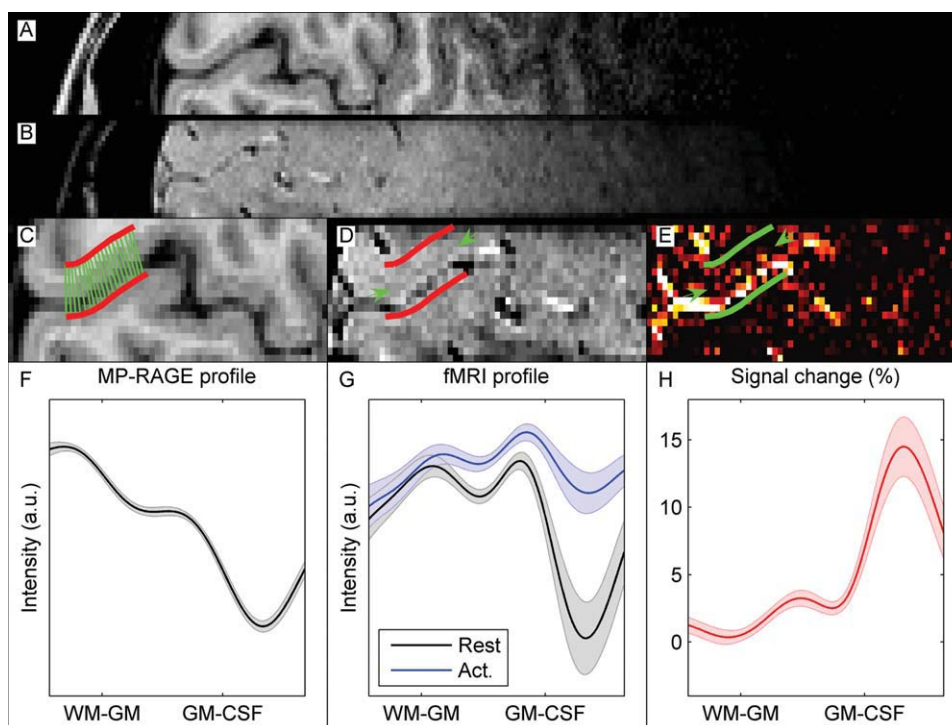 A
B
C
D
E
F MP-RAGE profile
G fMRI profile
H Signal change (%)
Intensity (a.u.)
WM-GM GM-CSF
Intensity (a.u.)
Rest
Act.
WM-GM GM-CSF
15
10
5
0
WM-GM GM-CSF